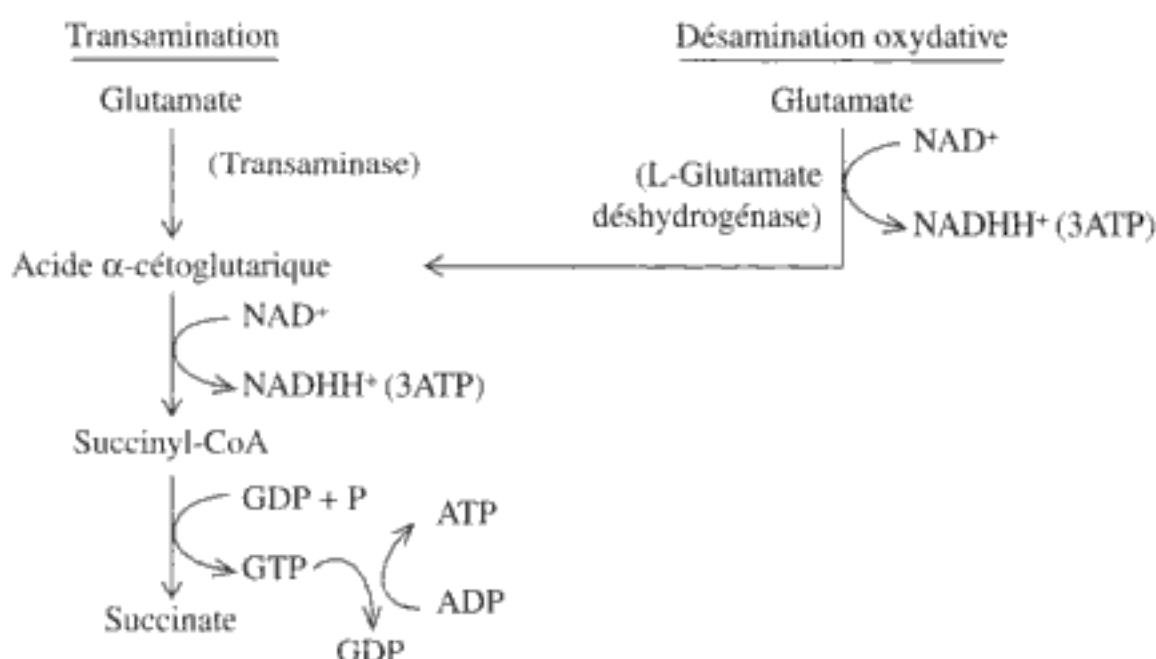 Transamination
Désamination oxydative
Glutamate
Glutamate
(Transaminase)
NAD⁺
(L-Glutamate
déshydrogénase)
NADHH⁺ (3ATP)
Acide α-cétoglutarique
NAD⁺
NADHH⁺ (3ATP)
Succinyl-CoA
GDP + P
ATP
GTP
ADP
Succinate
GDP